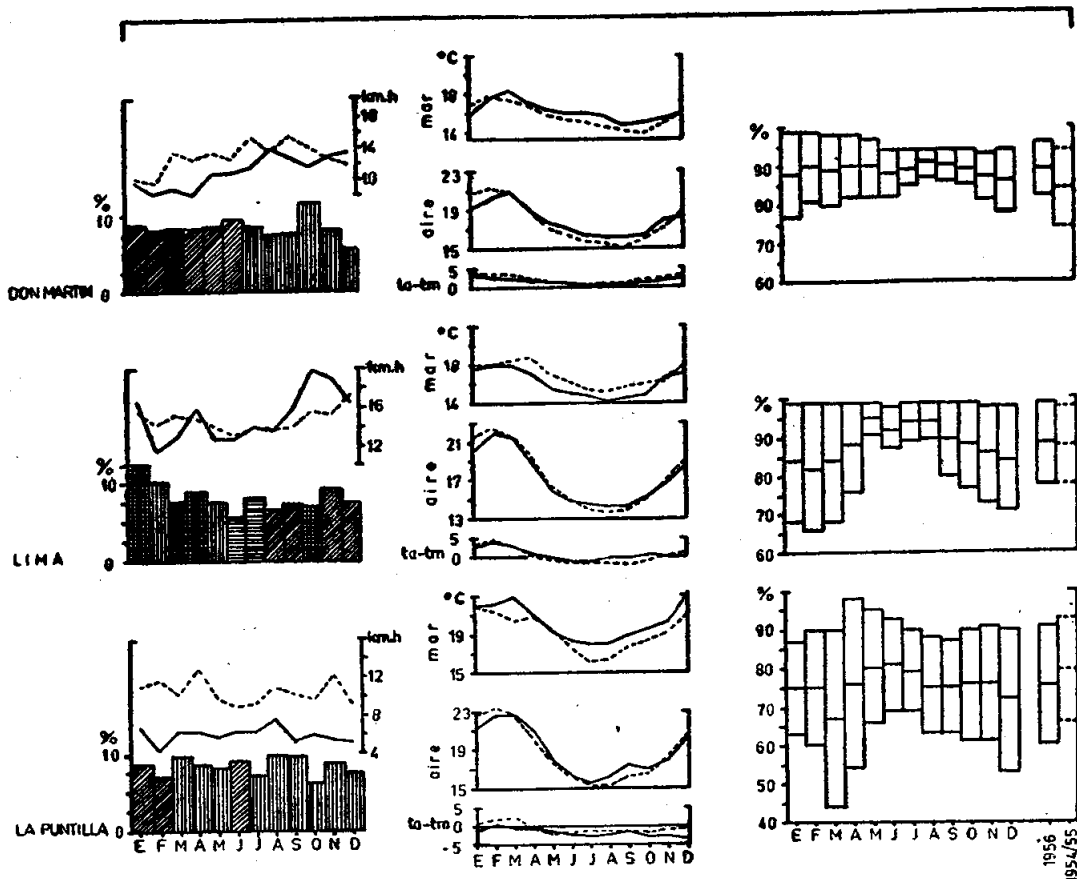 °C
km.h
18
14
10
%
10
0
DON MARTIN
mar
18
14
aire
23
19
15
ta-tm
5
0
%
90
80
70
60
km.h
16
12
%
10
0
LIMA
°C
mar
18
14
aire
21
17
13
ta-tm
5
0
%
90
80
70
60
km.h
12
8
4
%
10
0
LA PUNTILLA
E F M A M J J A S O N D
°C
mar
19
15
aire
23
19
15
ta-tm
5
0
-5
E F M A M J J A S O N D
%
90
80
70
60
50
40
E F M A M J J A S O N D
1956
1954/55